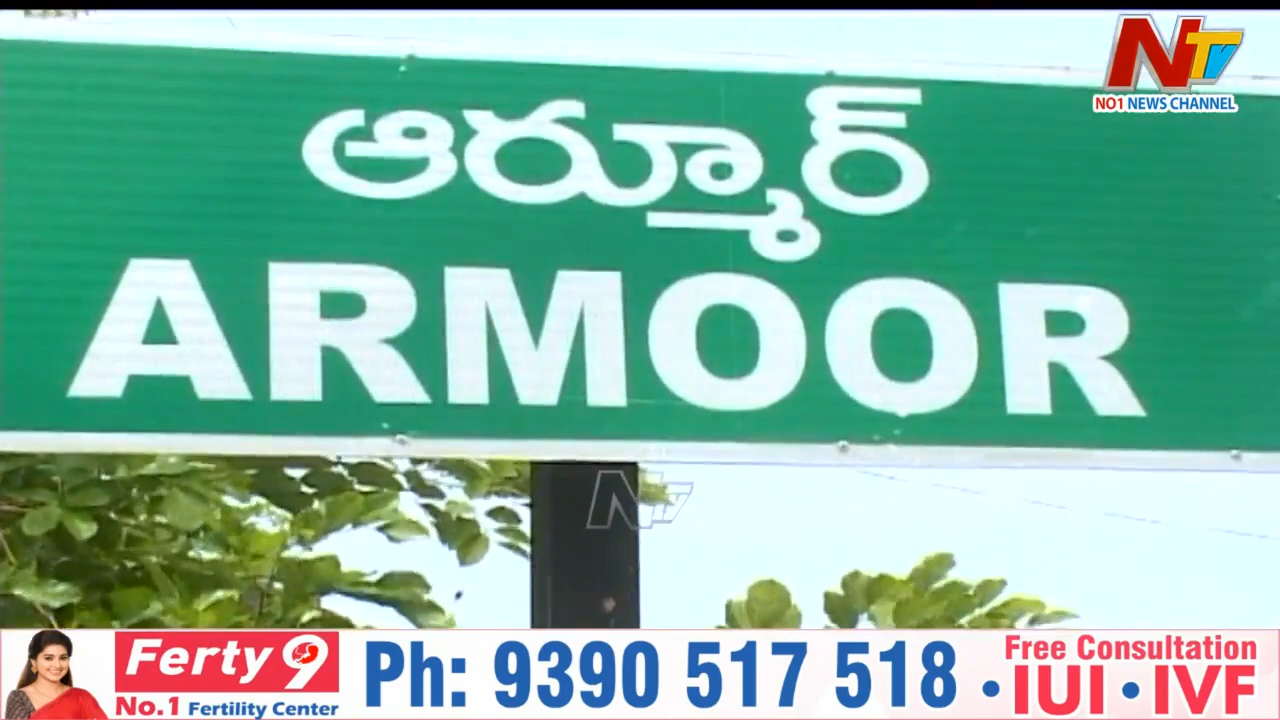 NTV
NO1 NEWS CHANNEL
ఆర్మూర్
ARMOOR
NTV
Ferty9
No.1 Fertility Center
Ph: 9390 517 518
Free Consultation
• IUI • IVF